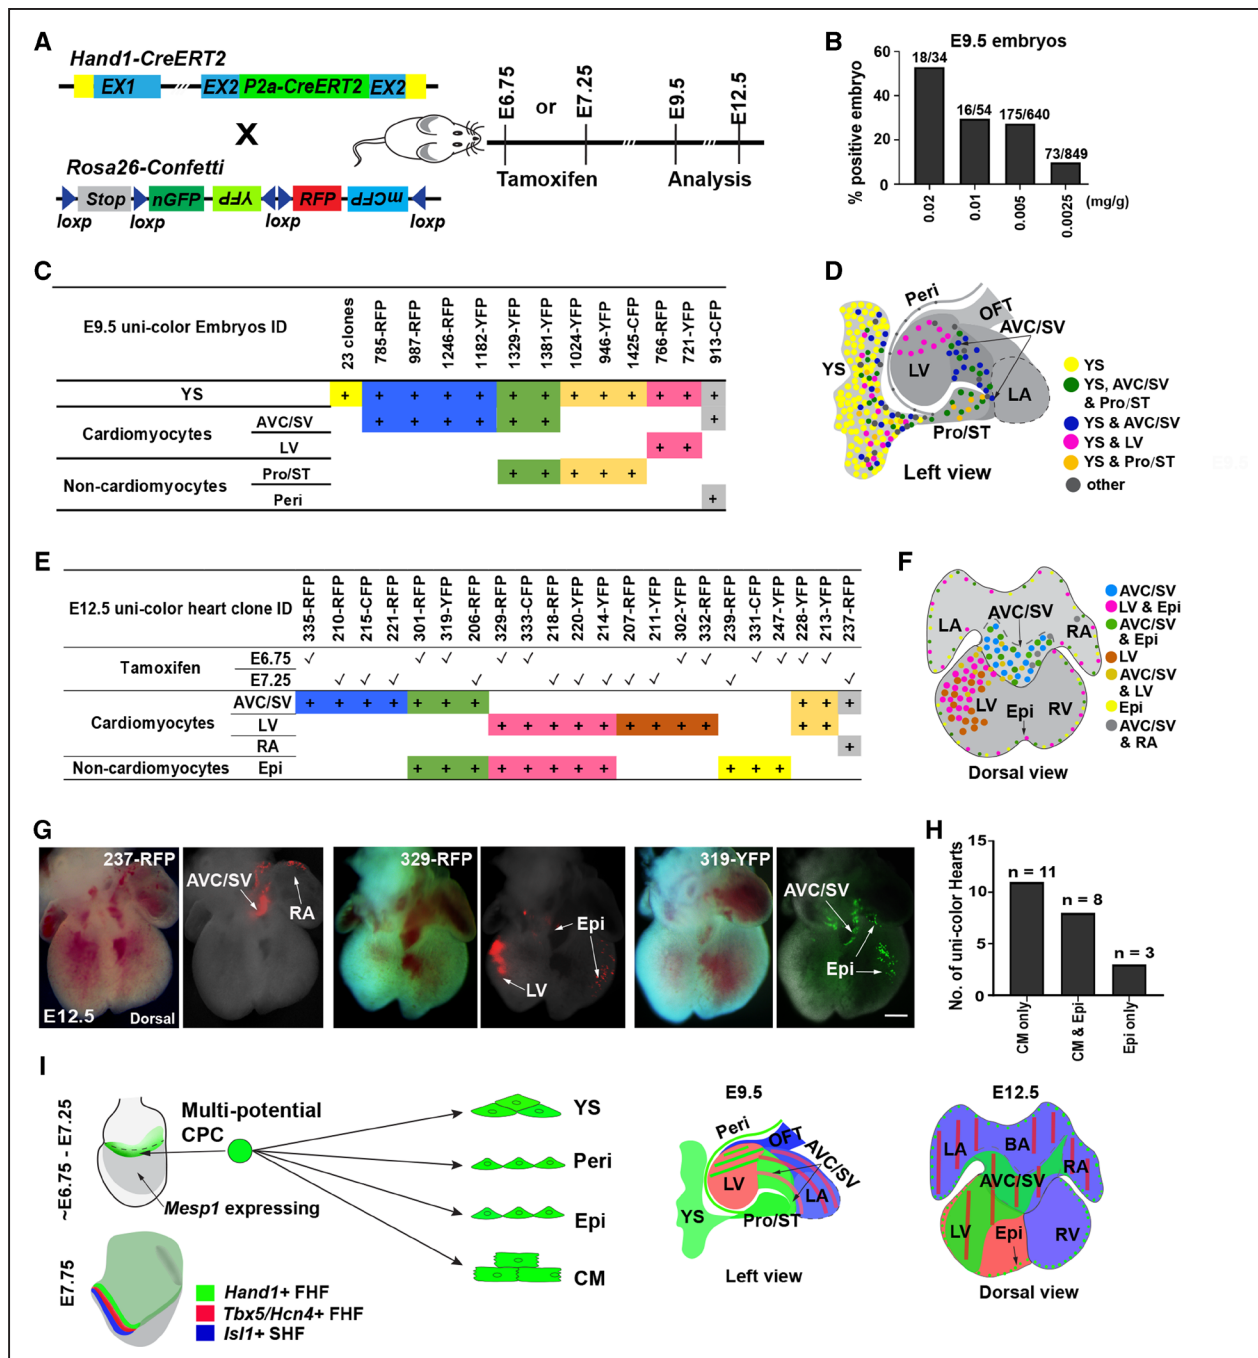 A
Hand1-CreERT2
EX1
EX2
P2a-CreERT2
EX2
X
Rosa26-Confetti
Stop
nGFP
YFP
RFP
mCFP
loxp
loxp
loxp
loxp
E6.75
or
E7.25
E9.5
E12.5
Tamoxifen
Analysis
B
E9.5 embryos
% positive embryo
60
40
20
0
18/34
16/54
175/640
73/849
0.02
0.01
0.005
0.0025
(mg/g)
C
E9.5 uni-color Embryos ID
23 clones
785-RFP
987-RFP
1246-RFP
1182-YFP
1329-YFP
1381-YFP
1024-YFP
946-YFP
1425-CFP
766-RFP
721-YFP
913-CFP
YS + + + + + + + + + + + + +
Cardiomyocytes
AVC/SV + + + + + + +
LV + +
Non-cardiomyocytes
Pro/ST + + + + +
Peri +
D
Peri
OFT
AVC/SV
YS
LV
LA
Pro/ST
Left view
YS
YS, AVC/SV
& Pro/ST
YS & AVC/SV
YS & LV
YS & Pro/ST
other
E
E12.5 uni-color heart clone ID
335-RFP
210-RFP
215-CFP
221-RFP
301-RFP
319-YFP
206-RFP
329-RFP
333-CFP
218-RFP
220-YFP
214-YFP
207-RFP
211-YFP
302-YFP
332-RFP
239-RFP
331-CFP
247-YFP
228-YFP
213-YFP
237-RFP
Tamoxifen
E6.75 ✓ ✓ ✓ ✓ ✓ ✓ ✓ ✓ ✓ ✓ ✓
E7.25 ✓ ✓ ✓ ✓ ✓ ✓ ✓ ✓ ✓ ✓ ✓
Cardiomyocytes
AVC/SV + + + + + + + + + +
LV + + + + + + + + + + +
RA +
Non-cardiomyocytes
Epi + + + + + + + + + + +
F
LA
AVC/SV
RA
LV
Epi
RV
Dorsal view
AVC/SV
LV & Epi
AVC/SV
& Epi
LV
AVC/SV
& LV
Epi
AVC/SV
& RA
G
237-RFP
E12.5
Dorsal
AVC/SV
RA
329-RFP
Epi
LV
319-YFP
AVC/SV
Epi
H
No. of uni-color Hearts
15
10
5
0
n = 11
n = 8
n = 3
CM only
CM & Epi
Epi only
I
~E6.75 - E7.25
Multi-potential
CPC
Mesp1 expressing
YS
Peri
Epi
CM
E7.75
Hand1+ FHF
Tbx5/Hcn4+ FHF
Isl1+ SHF
E9.5
Peri
OFT
AVC/SV
LV
LA
YS
Pro/ST
Left view
E12.5
LA
BA
RA
AVC/SV
LV
Epi
RV
Dorsal view